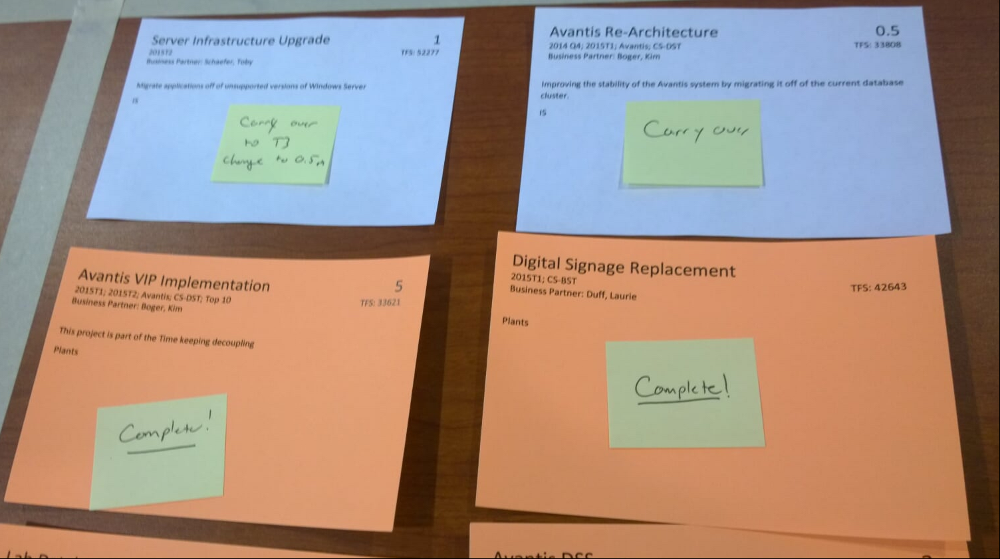 Server Infrastructure Upgrade 1
2015T2 TFS: 52277
Business Partner: Schaefer, Toby
Migrate applications off of unsupported versions of Windows Server
IS
Carry over
to T3
change to 0.5
Avantis Re-Architecture 0.5
2014 Q4; 2015T1; Avantis; CS-DST TFS: 33808
Business Partner: Boger, Kim
Improving the stability of the Avantis system by migrating it off of the current database
cluster.
IS
Carry over
Avantis VIP Implementation 5
2015T1; 2015T2; Avantis; CS-DST; Top 10
Business Partner: Boger, Kim TFS: 33621
This project is part of the Time keeping decoupling
Plants
Complete!
Digital Signage Replacement
2015T1; CS-BST TFS: 42643
Business Partner: Duff, Laurie
Plants
Complete!
Lab
Avantis DSS